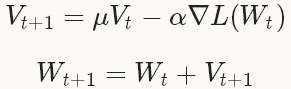 V_{t+1} = μV_t − α∇L(W_t)
W_{t+1} = W_t + V_{t+1}